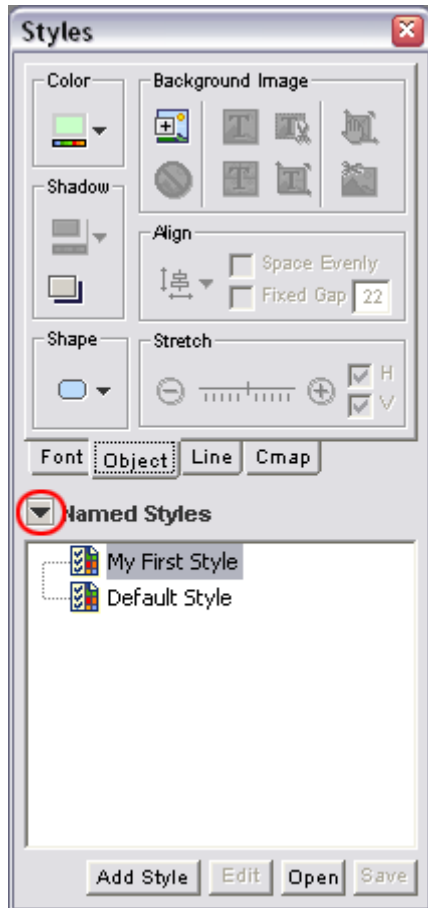 Styles
Color
Background Image
Shadow
Align
Space Evenly
Fixed Gap 22
Shape
Stretch
H
V
Font Object Line Cmap
Named Styles
My First Style
Default Style
Add Style Edit Open Save